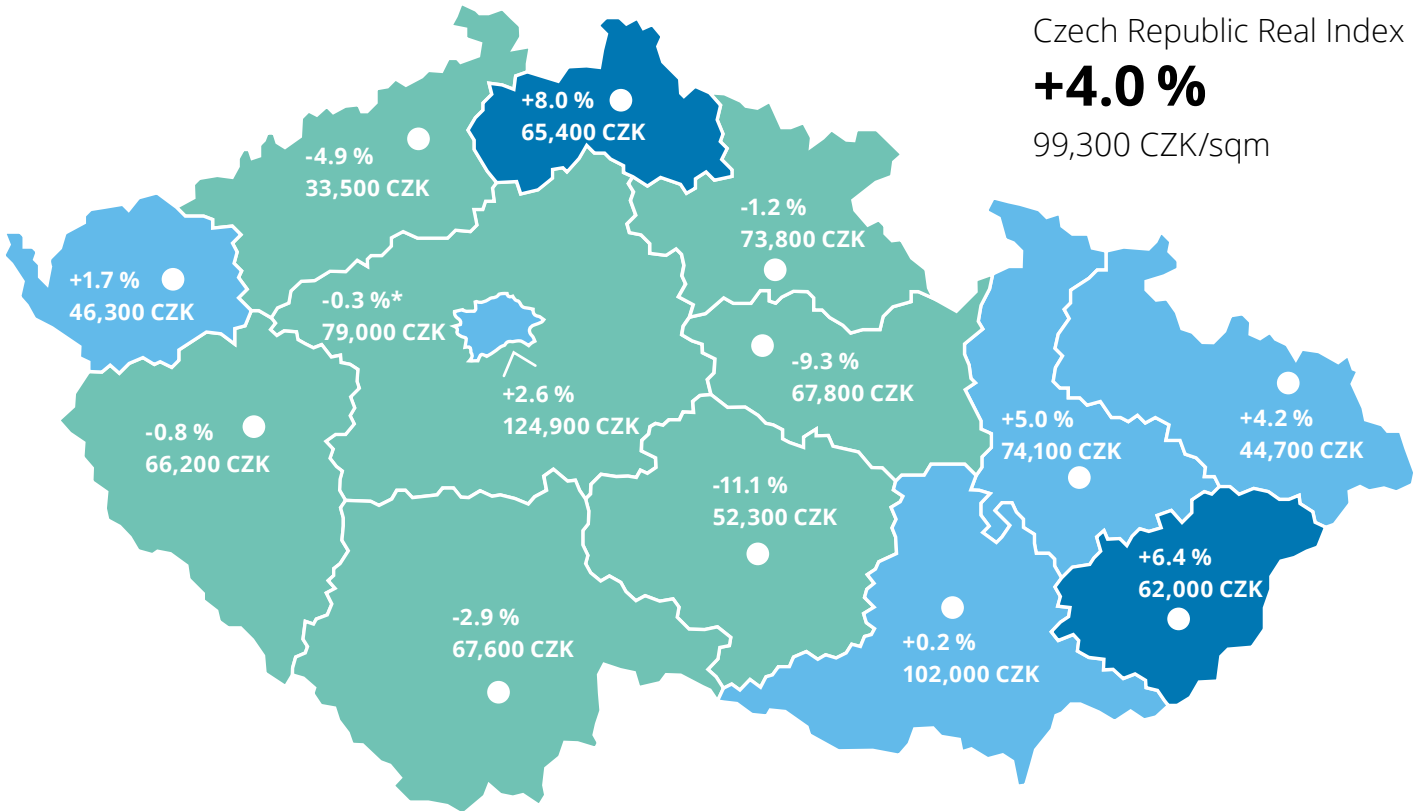 Czech Republic Real Index
+4.0 %
99,300 CZK/sqm
+8.0 %
65,400 CZK
-4.9 %
33,500 CZK
-1.2 %
73,800 CZK
+1.7 %
46,300 CZK
-0.3 %*
79,000 CZK
+2.6 %
124,900 CZK
-9.3 %
67,800 CZK
-0.8 %
66,200 CZK
+5.0 %
74,100 CZK
+4.2 %
44,700 CZK
-11.1 %
52,300 CZK
+6.4 %
62,000 CZK
-2.9 %
67,600 CZK
+0.2 %
102,000 CZK